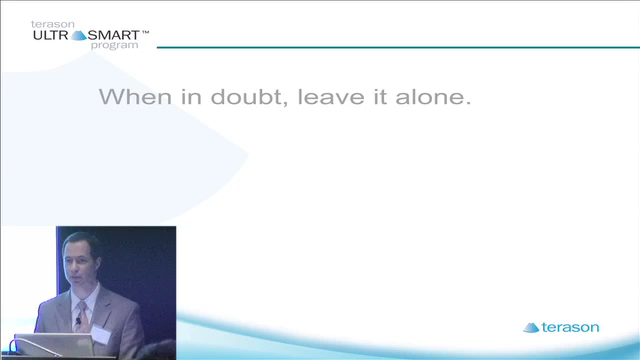 terason
ULTRASMART™
program
When in doubt, leave it alone.
terason